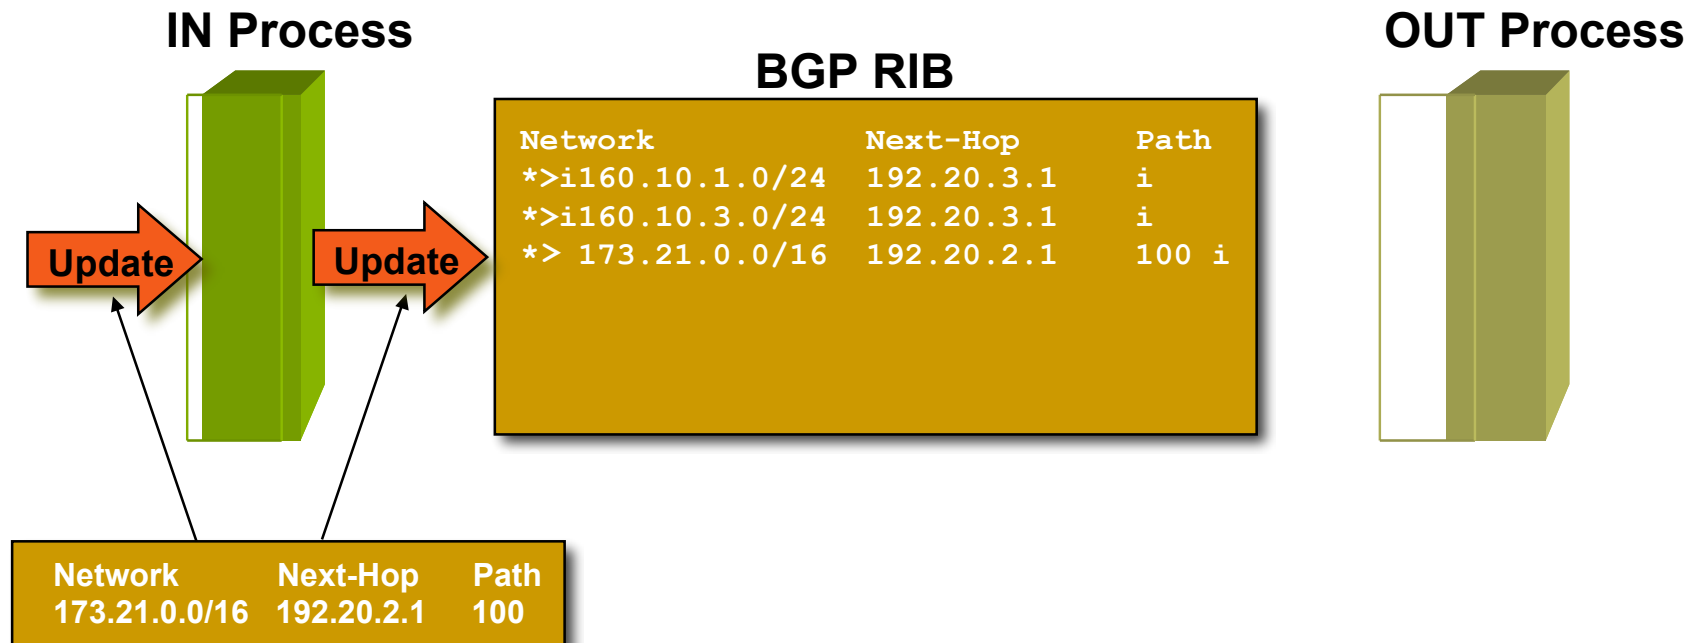 IN Process
OUT Process
BGP RIB
Network Next-Hop Path
*>i160.10.1.0/24 192.20.3.1 i
*>i160.10.3.0/24 192.20.3.1 i
*> 173.21.0.0/16 192.20.2.1 100 i
Update
Update
Network Next-Hop Path
173.21.0.0/16 192.20.2.1 100